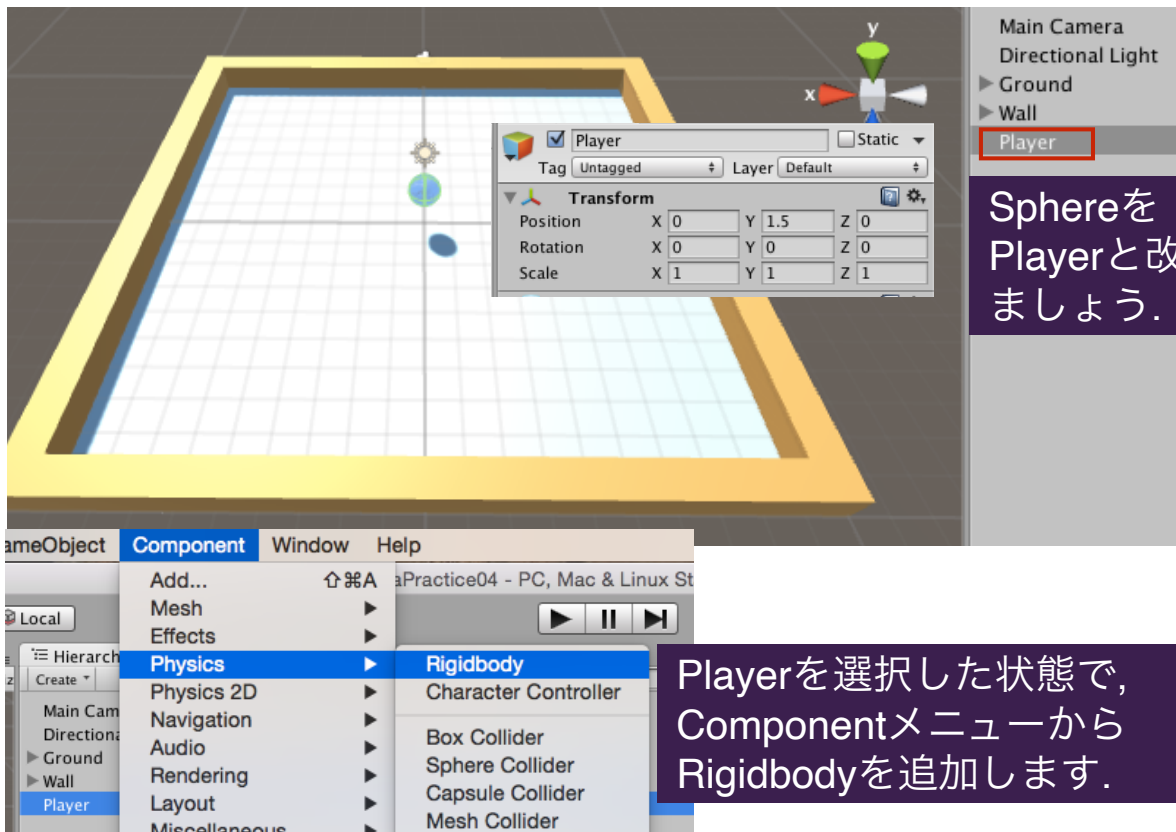 y
x
Main Camera
Directional Light
Ground
Wall
Player
Player
Static
Tag Untagged Layer Default
Transform
Position X 0 Y 1.5 Z 0
Rotation X 0 Y 0 Z 0
Scale X 1 Y 1 Z 1
Sphereを
Playerと改
ましょう.
ameObject Component Window Help
aPractice04 - PC, Mac & Linux St
Local
Hierarch
Create
Main Cam
Directiona
Ground
Wall
Player
Add... ⇧⌘A
Mesh
Effects
Physics
Physics 2D
Navigation
Audio
Rendering
Layout
Miscellaneous
Rigidbody
Character Controller
Box Collider
Sphere Collider
Capsule Collider
Mesh Collider
Playerを選択した状態で,
Componentメニューから
Rigidbodyを追加します.